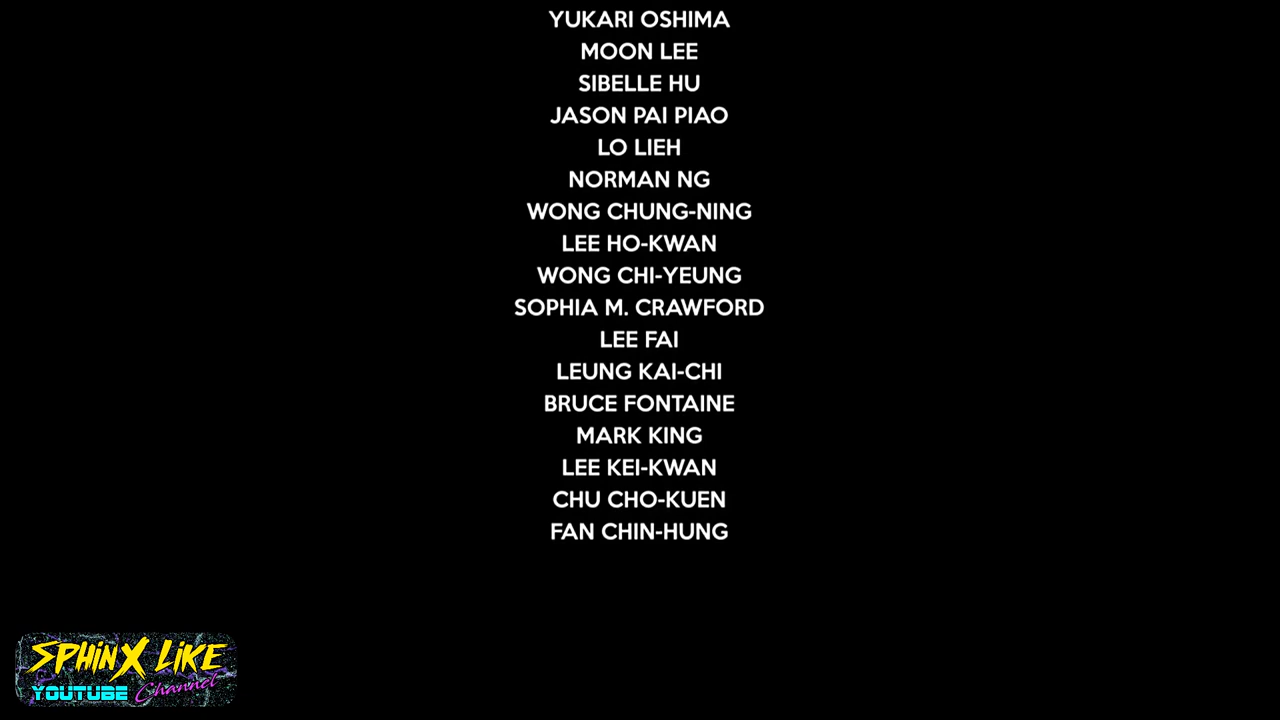 YUKARI OSHIMA
MOON LEE
SIBELLE HU
JASON PAI PIAO
LO LIEH
NORMAN NG
WONG CHUNG-NING
LEE HO-KWAN
WONG CHI-YEUNG
SOPHIA M. CRAWFORD
LEE FAI
LEUNG KAI-CHI
BRUCE FONTAINE
MARK KING
LEE KEI-KWAN
CHU CHO-KUEN
FAN CHIN-HUNG
SPHINX LIKE
YOUTUBE Channel